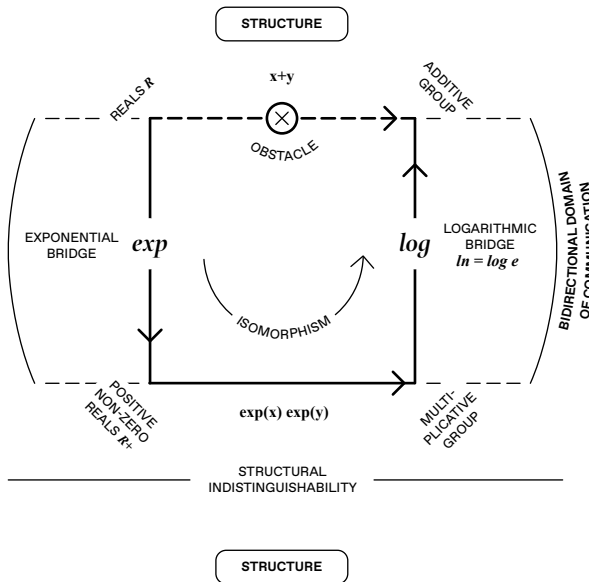 STRUCTURE
x+y
REALS R
ADDITIVE
GROUP
OBSTACLE
EXPONENTIAL
BRIDGE
exp
log
LOGARITHMIC
BRIDGE
ln = log e
BIDIRECTIONAL DOMAIN
OF COMMUNICATION
ISOMORPHISM
POSITIVE
NON-ZERO
REALS R+
exp(x) exp(y)
MULTI-
PLICATIVE
GROUP
STRUCTURAL
INDISTINGUISHABILITY
STRUCTURE